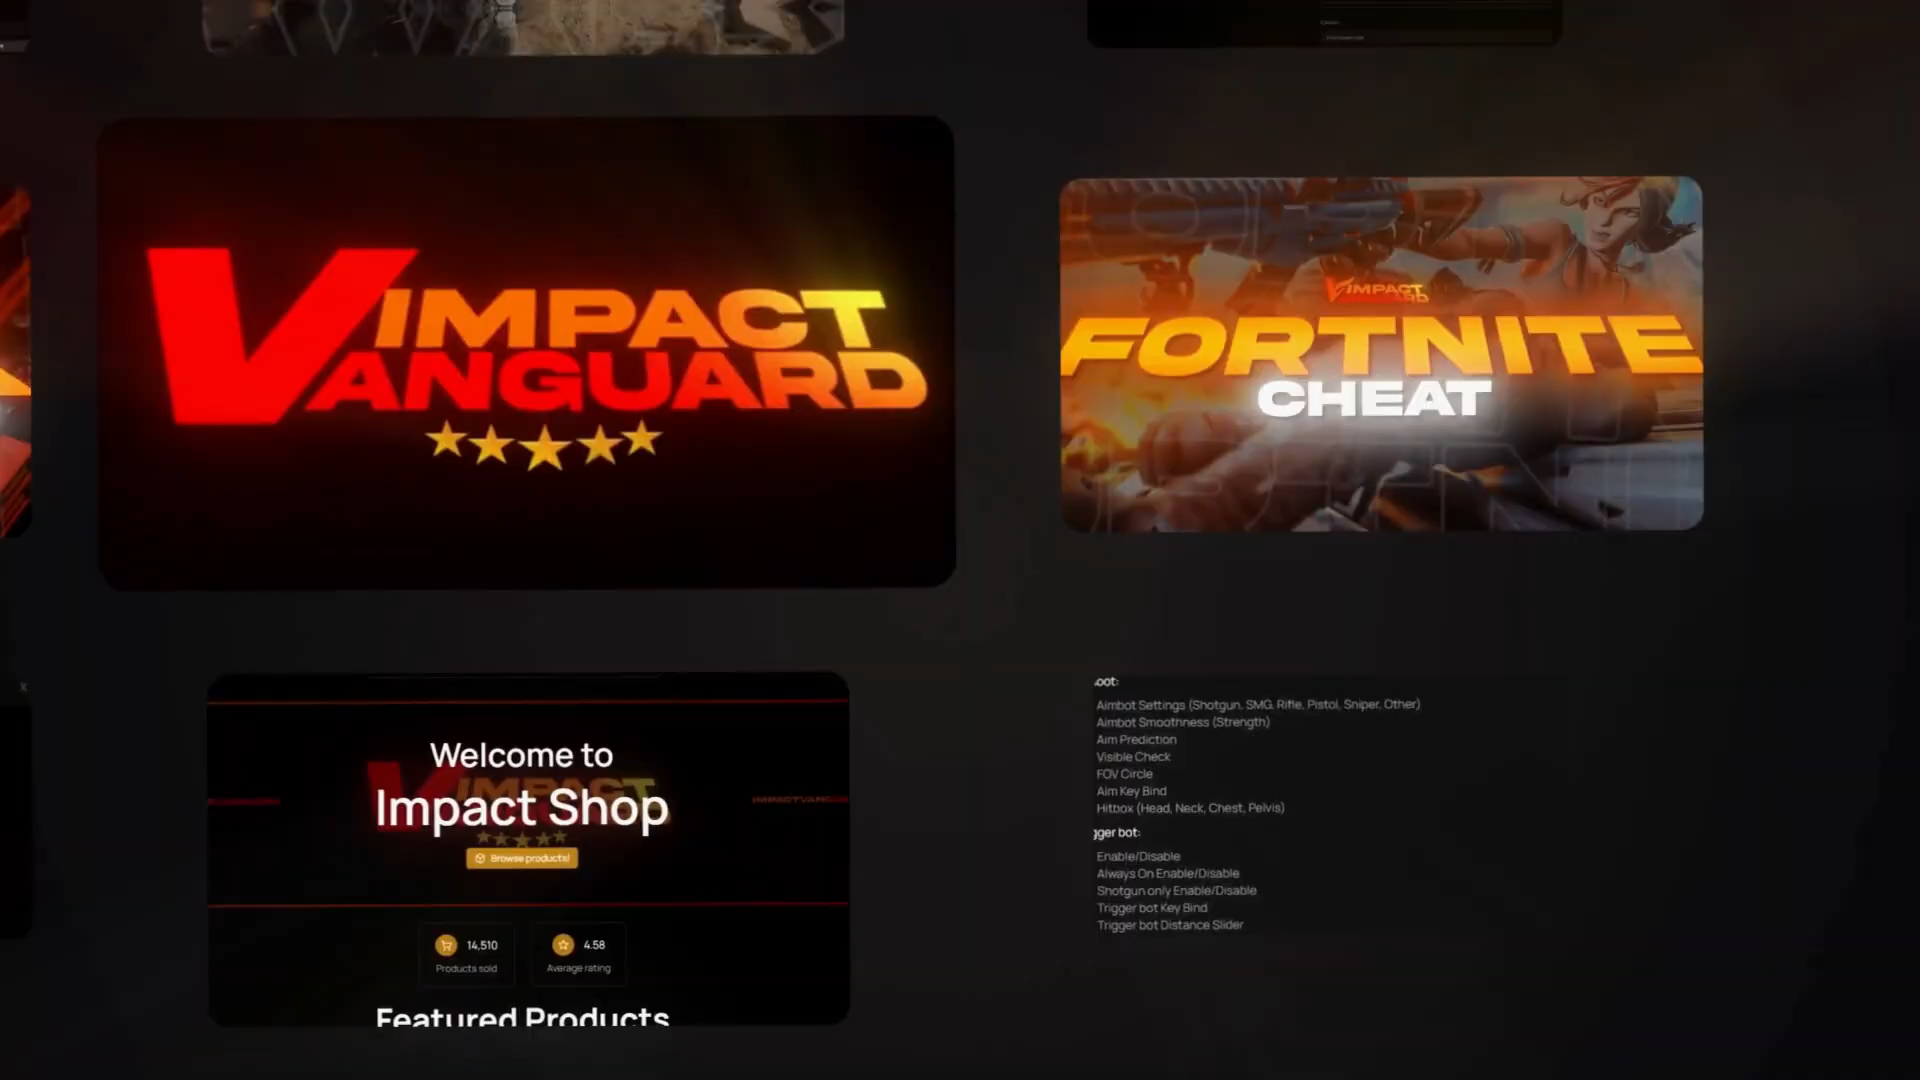 IMPACT
VANGUARD
IMPACT
FORTNITE
CHEAT
Welcome to
Impact Shop
Browse products!
14,510
Products sold
4.58
Average rating
Featured Products
oot:
Aimbot Settings (Shotgun, SMG, Rifle, Pistol, Sniper, Other)
Aimbot Smoothness (Strength)
Aim Prediction
Visible Check
FOV Circle
Aim Key Bind
Hitbox (Head, Neck, Chest, Pelvis)
gger bot:
Enable/Disable
Always On Enable/Disable
Shotgun only Enable/Disable
Trigger bot Key Bind
Trigger bot Distance Slider